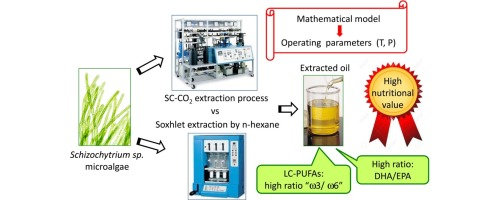 Mathematical model
Operating parameters (T, P)
SC-CO₂ extraction process
vs
Soxhlet extraction by n-hexane
Extracted oil
High
nutritional
value
Schizochytrium sp.
microalgae
LC-PUFAs:
high ratio "ω3/ ω6"
High ratio:
DHA/EPA